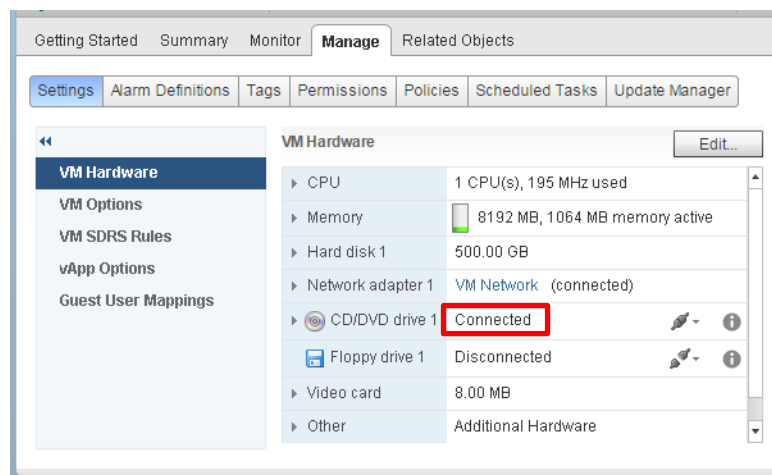 Getting Started Summary Monitor Manage Related Objects
Settings Alarm Definitions Tags Permissions Policies Scheduled Tasks Update Manager
VM Hardware
VM Options
VM SDRS Rules
vApp Options
Guest User Mappings
VM Hardware Edit...
CPU 1 CPU(s), 195 MHz used
Memory 8192 MB, 1064 MB memory active
Hard disk 1 500.00 GB
Network adapter 1 VM Network (connected)
CD/DVD drive 1 Connected
Floppy drive 1 Disconnected
Video card 8.00 MB
Other Additional Hardware